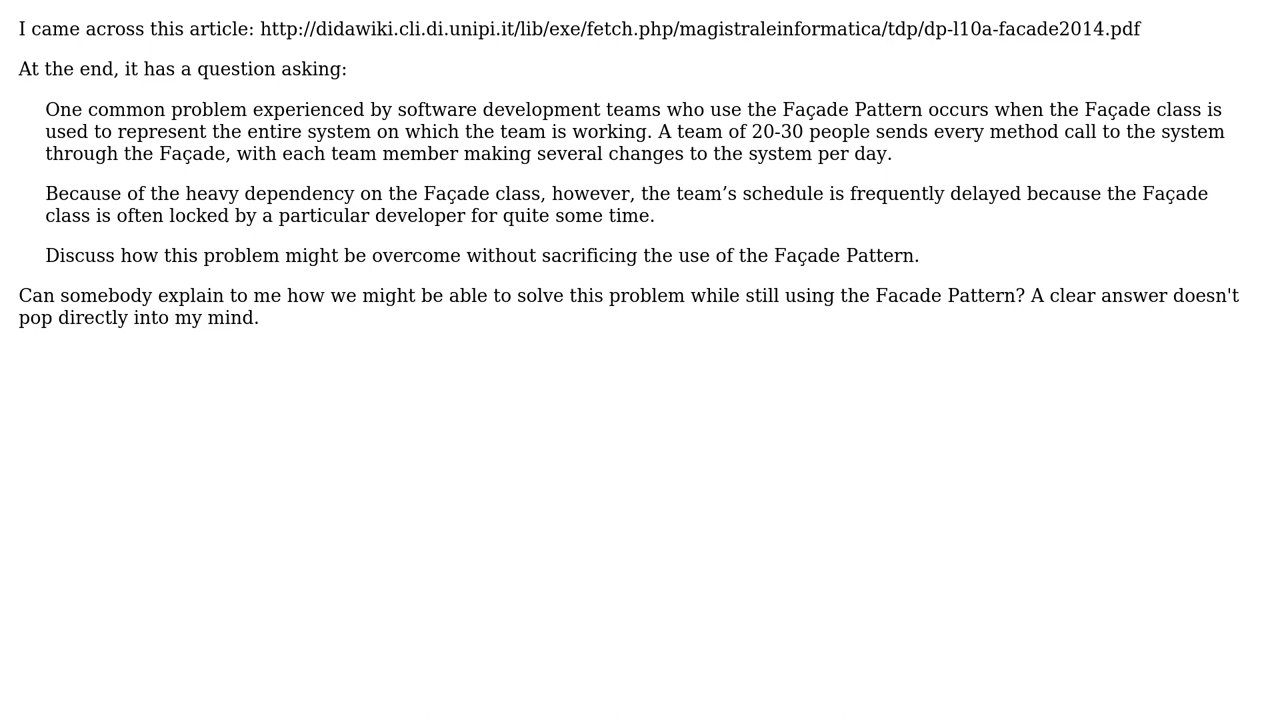 I came across this article: http://didawiki.cli.di.unipi.it/lib/exe/fetch.php/magistraleinformatica/tdp/dp-l10a-facade2014.pdf
At the end, it has a question asking:
One common problem experienced by software development teams who use the Façade Pattern occurs when the Façade class is
used to represent the entire system on which the team is working. A team of 20-30 people sends every method call to the system
through the Façade, with each team member making several changes to the system per day.
Because of the heavy dependency on the Façade class, however, the team’s schedule is frequently delayed because the Façade
class is often locked by a particular developer for quite some time.
Discuss how this problem might be overcome without sacrificing the use of the Façade Pattern.
Can somebody explain to me how we might be able to solve this problem while still using the Facade Pattern? A clear answer doesn't
pop directly into my mind.